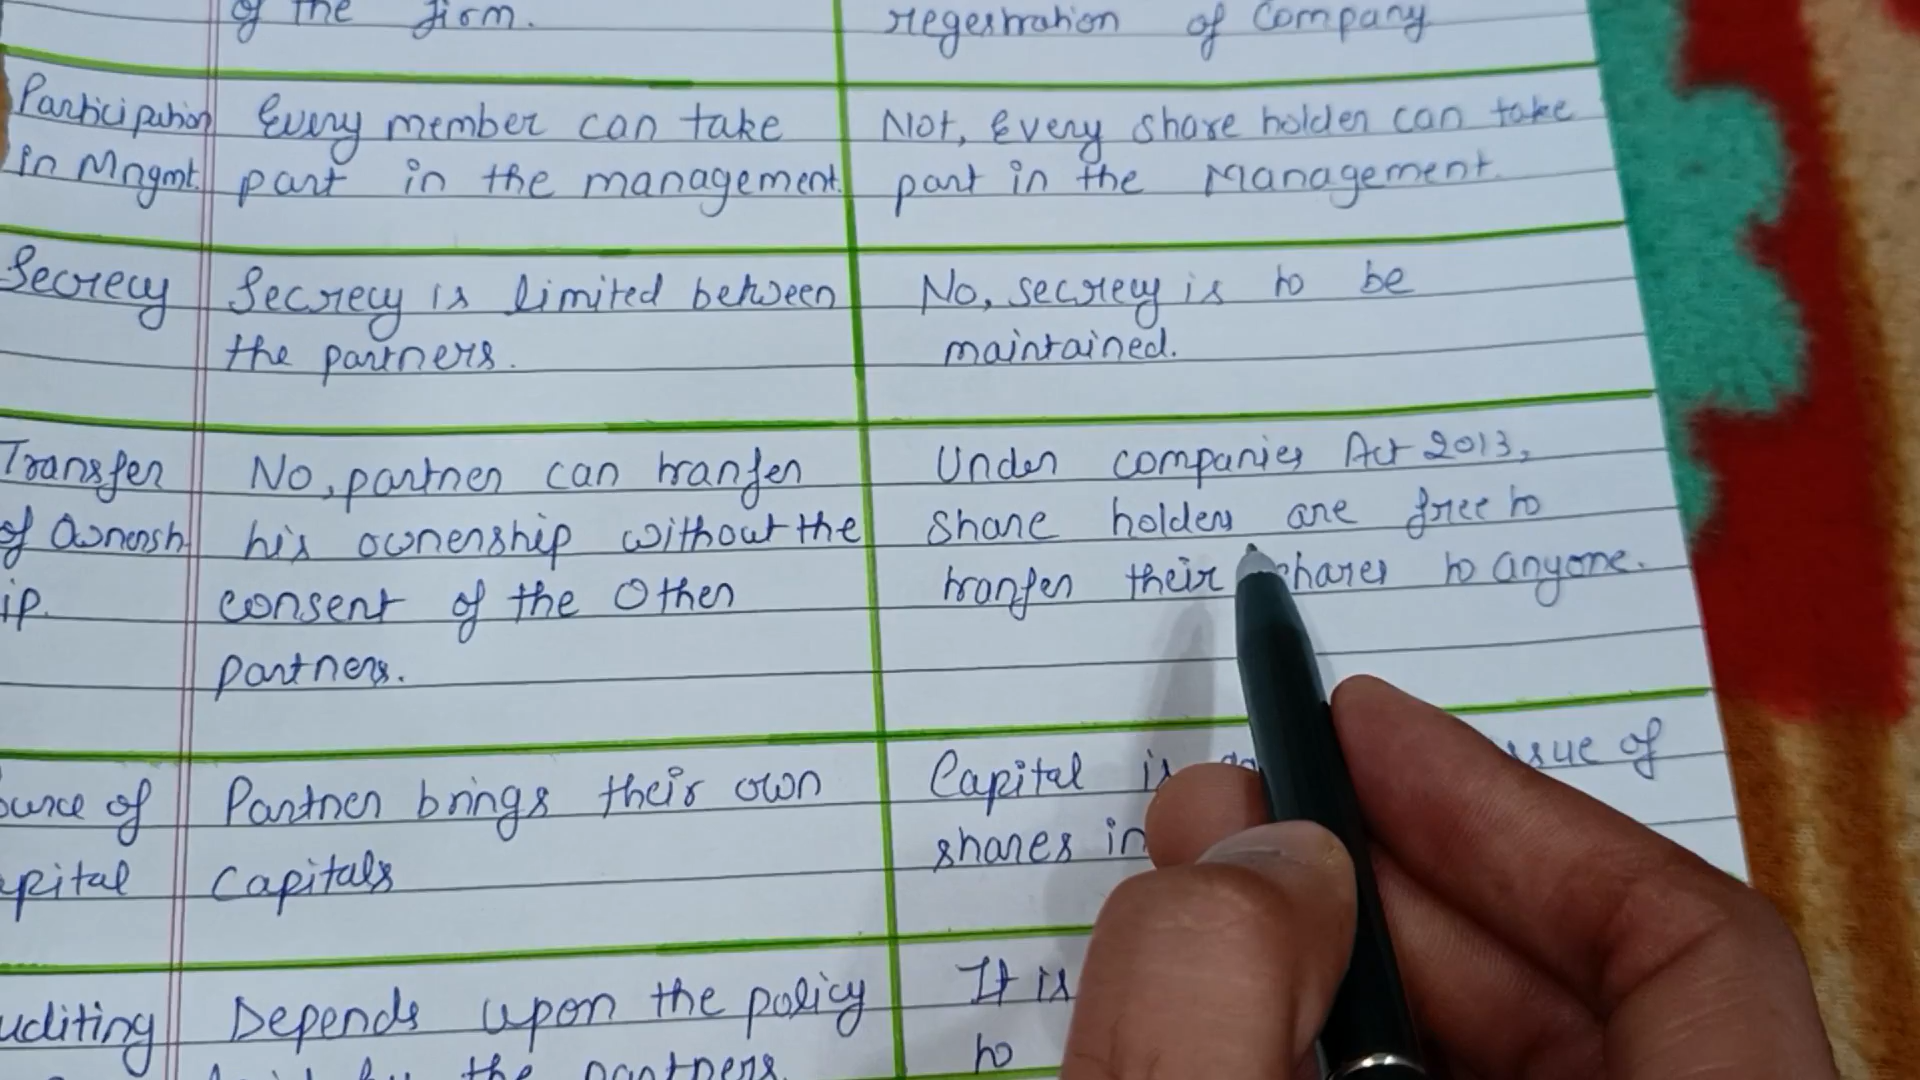 of the firm.
regestration of Company
Participation
in Mngmt.
Every member can take
part in the management.
Not, Every share holder can take
part in the Management.
Secrecy
Secrecy is limited between
the partners.
No, secrecy is to be
maintained.
Transfer
of Ownersh
ip.
No, partner can tranfer
his ownership without the
consent of the Other
partners.
Under companies Act 2013,
Share holders are free to
tranfer their shares to anyone.
of
Partner brings their own
Capitals
Capital is
shares in
Depends upon the policy
the partners.
It is
to